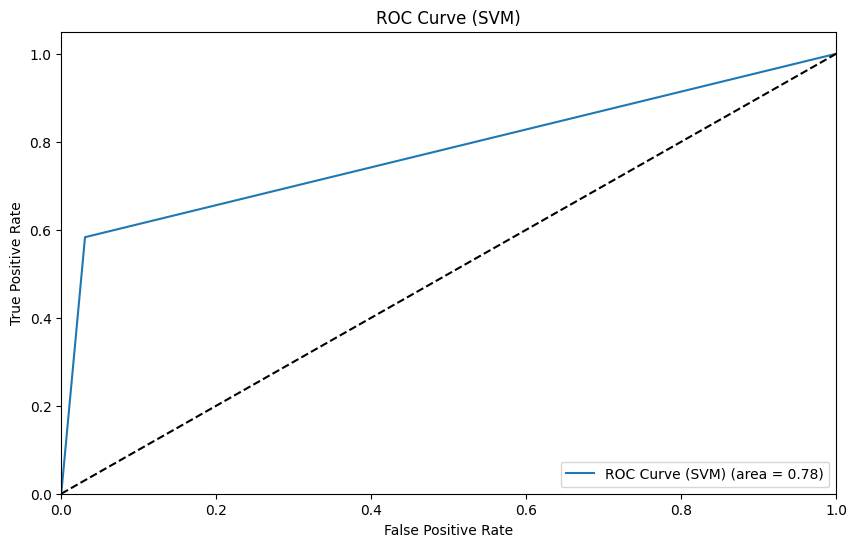 ROC Curve (SVM)
True Positive Rate
1.0
0.8
0.6
0.4
0.2
0.0
0.0 0.2 0.4 0.6 0.8 1.0
False Positive Rate
ROC Curve (SVM) (area = 0.78)